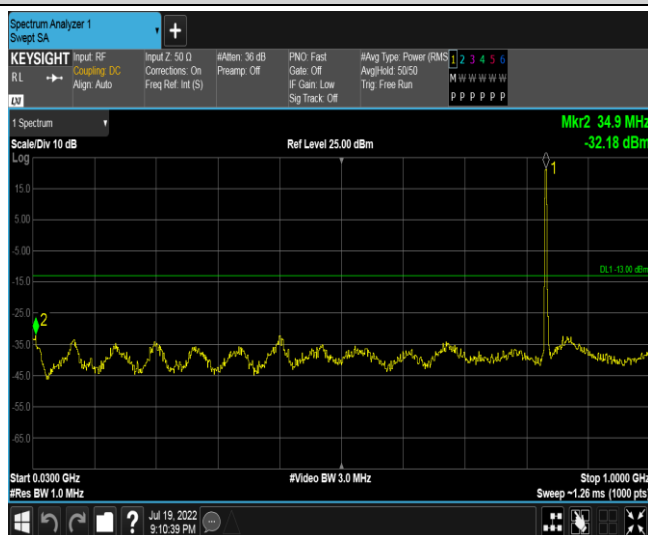 Spectrum Analyzer 1
Swept SA
+
KEYSIGHT
RL
Input: RF
Coupling: DC
Align: Auto
Input Z: 50 Ω
Corrections: On
Freq Ref: Int (S)
#Atten: 36 dB
Preamp: Off
PNO: Fast
Gate: Off
IF Gain: Low
Sig Track: Off
#Avg Type: Power (RMS
Avg|Hold: 50/50
Trig: Free Run
1 2 3 4 5 6
M W W W W W
P P P P P P
LXI
1 Spectrum
Mkr2 34.9 MHz
-32.18 dBm
Scale/Div 10 dB
Ref Level 25.00 dBm
Log
1
15.0
5.00
-5.00
DL1 -13.00 dBm
-15.0
-25.0
2
-35.0
-45.0
-55.0
-65.0
Start 0.0300 GHz
#Video BW 3.0 MHz
Stop 1.0000 GHz
#Res BW 1.0 MHz
Sweep ~1.26 ms (1000 pts)
?
Jul 19, 2022
9:10:39 PM